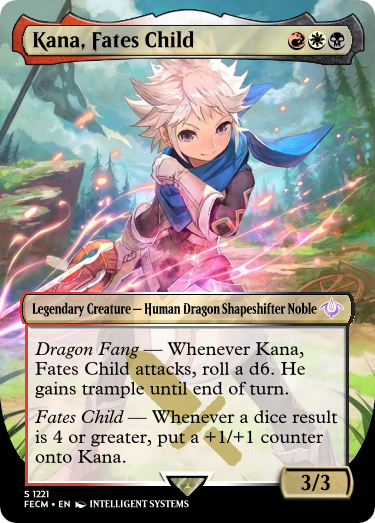 Kana, Fates Child
Legendary Creature — Human Dragon Shapeshifter Noble
Dragon Fang — Whenever Kana,
Fates Child attacks, roll a d6. He
gains trample until end of turn.
Fates Child — Whenever a dice result
is 4 or greater, put a +1/+1 counter
onto Kana.
3/3
S 1221
FECM • EN INTELLIGENT SYSTEMS